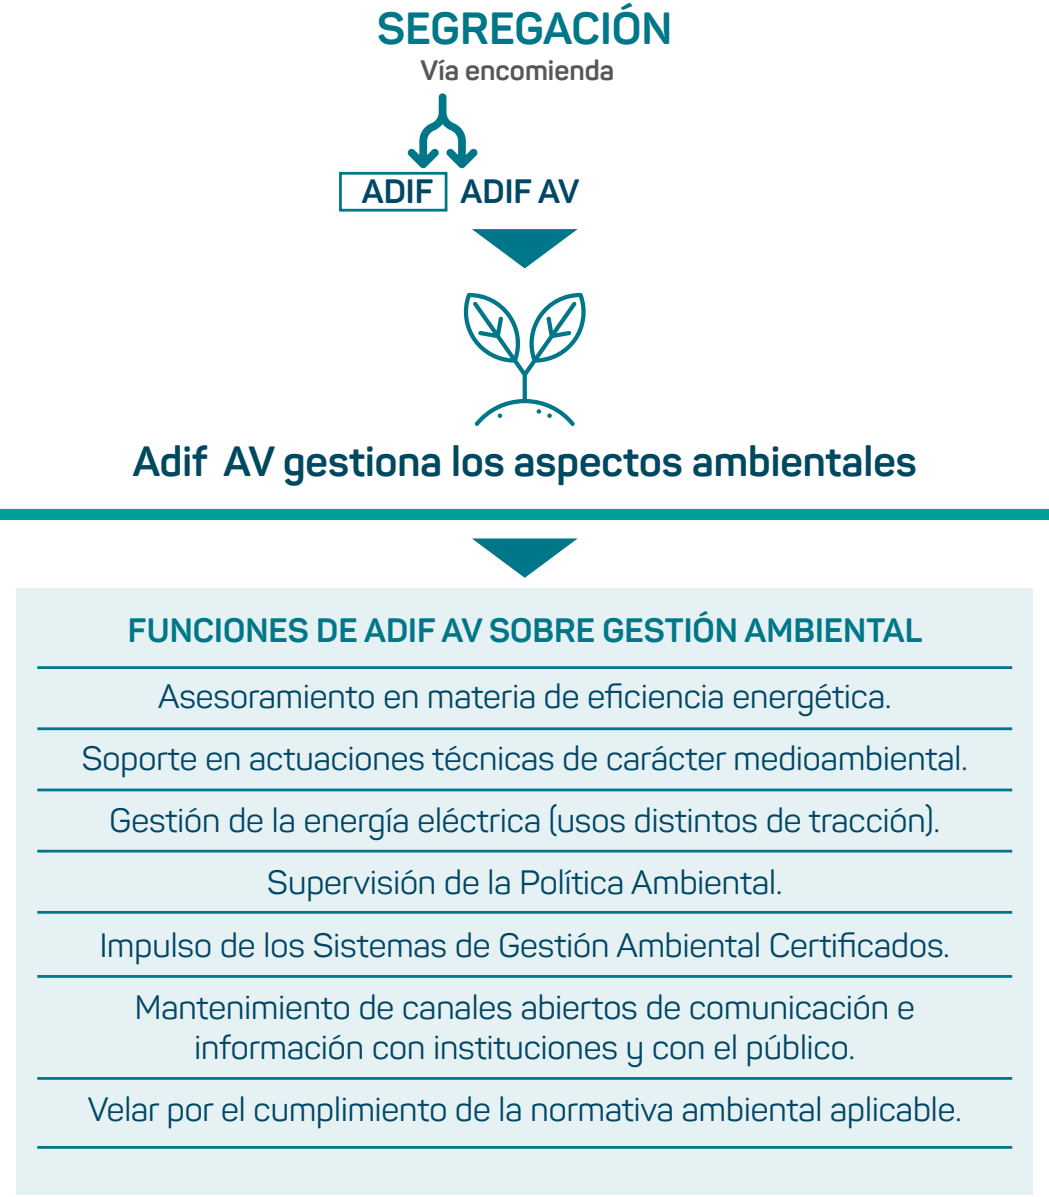 SEGREGACIÓN
Vía encomienda
ADIF ADIF AV
Adif AV gestiona los aspectos ambientales
FUNCIONES DE ADIF AV SOBRE GESTIÓN AMBIENTAL
Asesoramiento en materia de eficiencia energética.
Soporte en actuaciones técnicas de carácter medioambiental.
Gestión de la energía eléctrica (usos distintos de tracción).
Supervisión de la Política Ambiental.
Impulso de los Sistemas de Gestión Ambiental Certificados.
Mantenimiento de canales abiertos de comunicación e
información con instituciones y con el público.
Velar por el cumplimiento de la normativa ambiental aplicable.